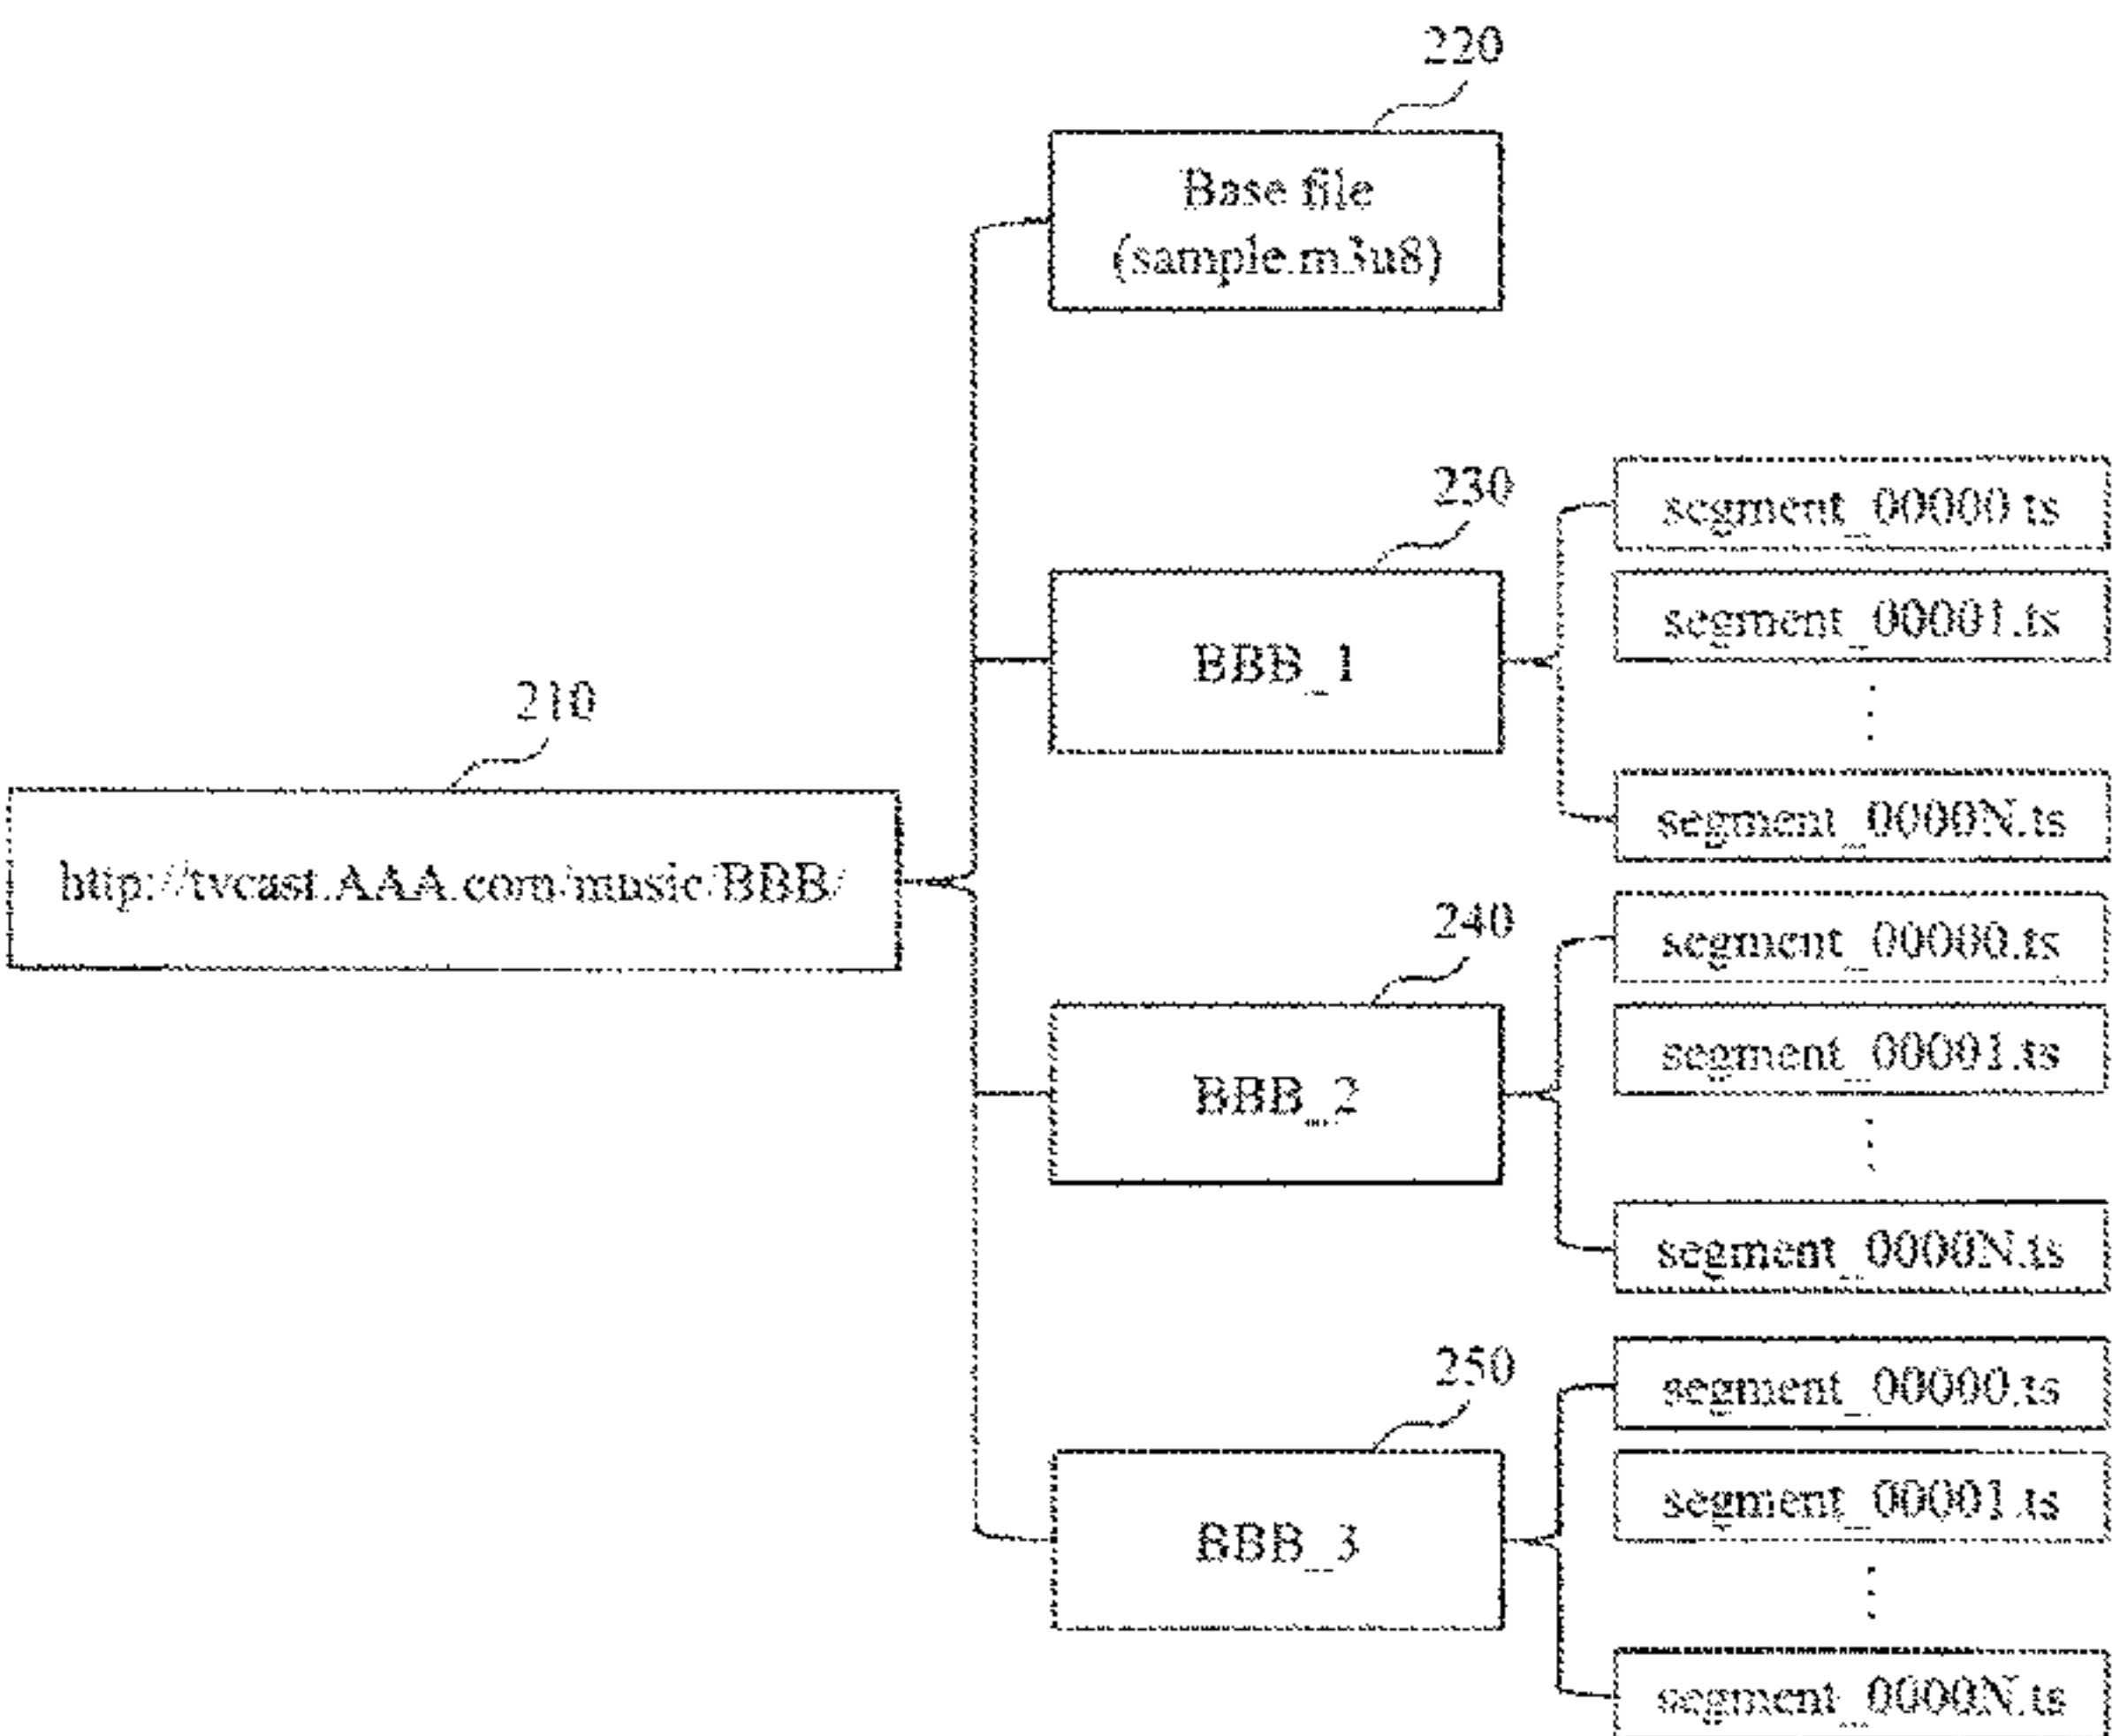 220
Base file
(sample.m3u8)
230
segment_00000.ts
segment_00001.ts
BBB_1
segment_0000N.ts
210
http://tvcast.AAA.com/music/BBB/
240
segment_00000.ts
segment_00001.ts
BBB_2
segment_0000N.ts
250
segment_00000.ts
segment_00001.ts
BBB_3
segment_0000N.ts